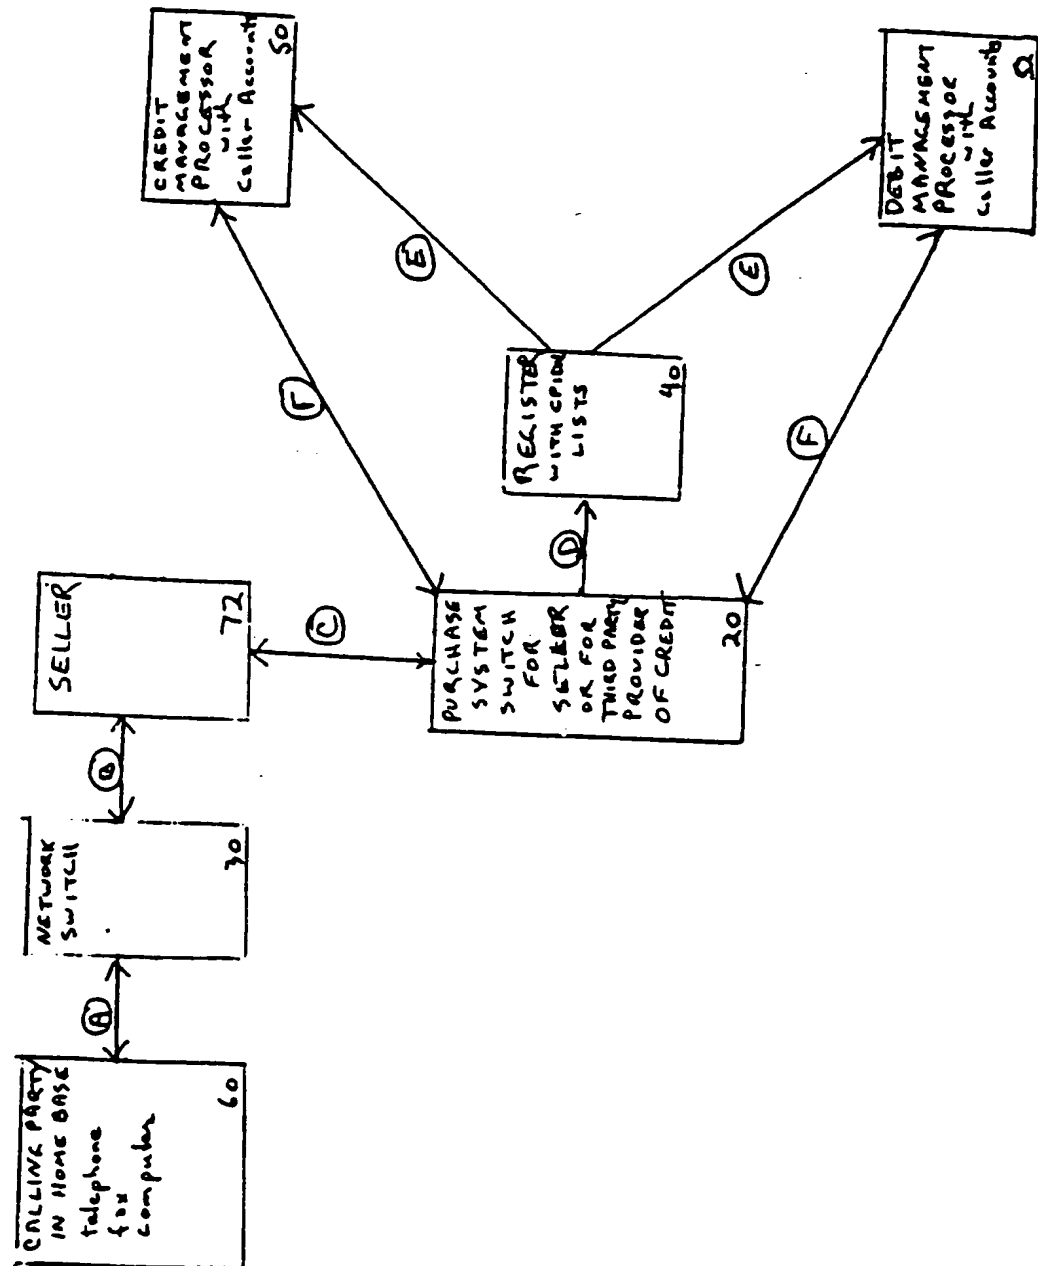 CALLING PARTY
IN HOME BASE
telephone
fax
computer
60
A
NETWORK
SWITCH
30
B
SELLER
72
C
PURCHASE
SYSTEM
SWITCH
FOR
SELLER
OR FOR
THIRD PARTY
PROVIDER
OF CREDIT
20
D
REGISTER
WITH CPIDN
LISTS
40
E
F
CREDIT
MANAGEMENT
PROCESSOR
with
Caller Accounts
50
E
F
DEBIT
MANAGEMENT
PROCESSOR
with
Caller Accounts